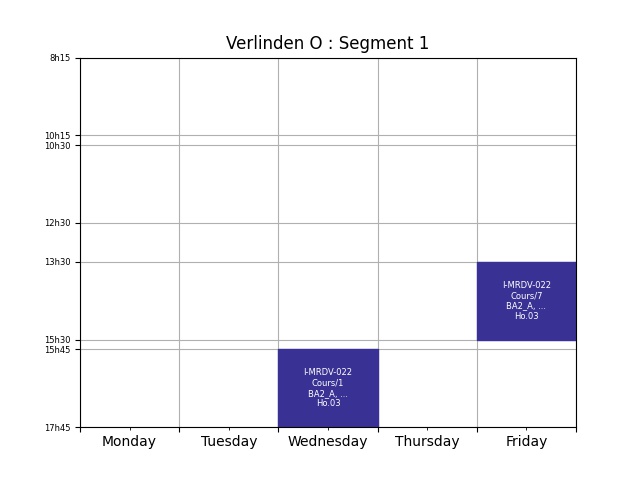 Verlinden O : Segment 1
8h15
10h15
10h30
12h30
13h30
I-MRDV-022
Cours/7
BA2_A, ...
Ho.03
15h30
15h45
I-MRDV-022
Cours/1
BA2_A, ...
Ho.03
17h45
Monday Tuesday Wednesday Thursday Friday